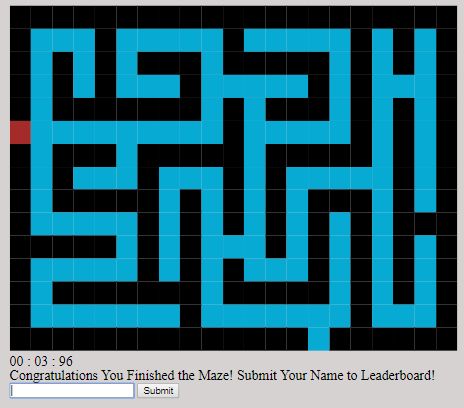 00 : 03 : 96
Congratulations You Finished the Maze! Submit Your Name to Leaderboard!
Submit